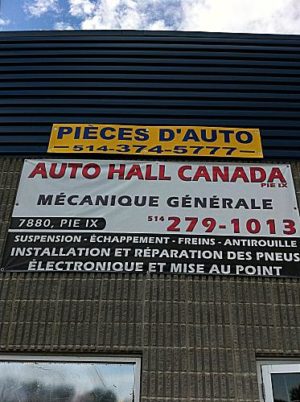 PIÈCES D'AUTO
-514-374-5777-
AUTO HALL CANADA
PIE IX
MÉCANIQUE GÉNÉRALE
7880, PIE IX 514 279-1013
SUSPENSION - ÉCHAPPEMENT - FREINS - ANTIROUILLE
INSTALLATION ET RÉPARATION DES PNEUS
ÉLECTRONIQUE ET MISE AU POINT